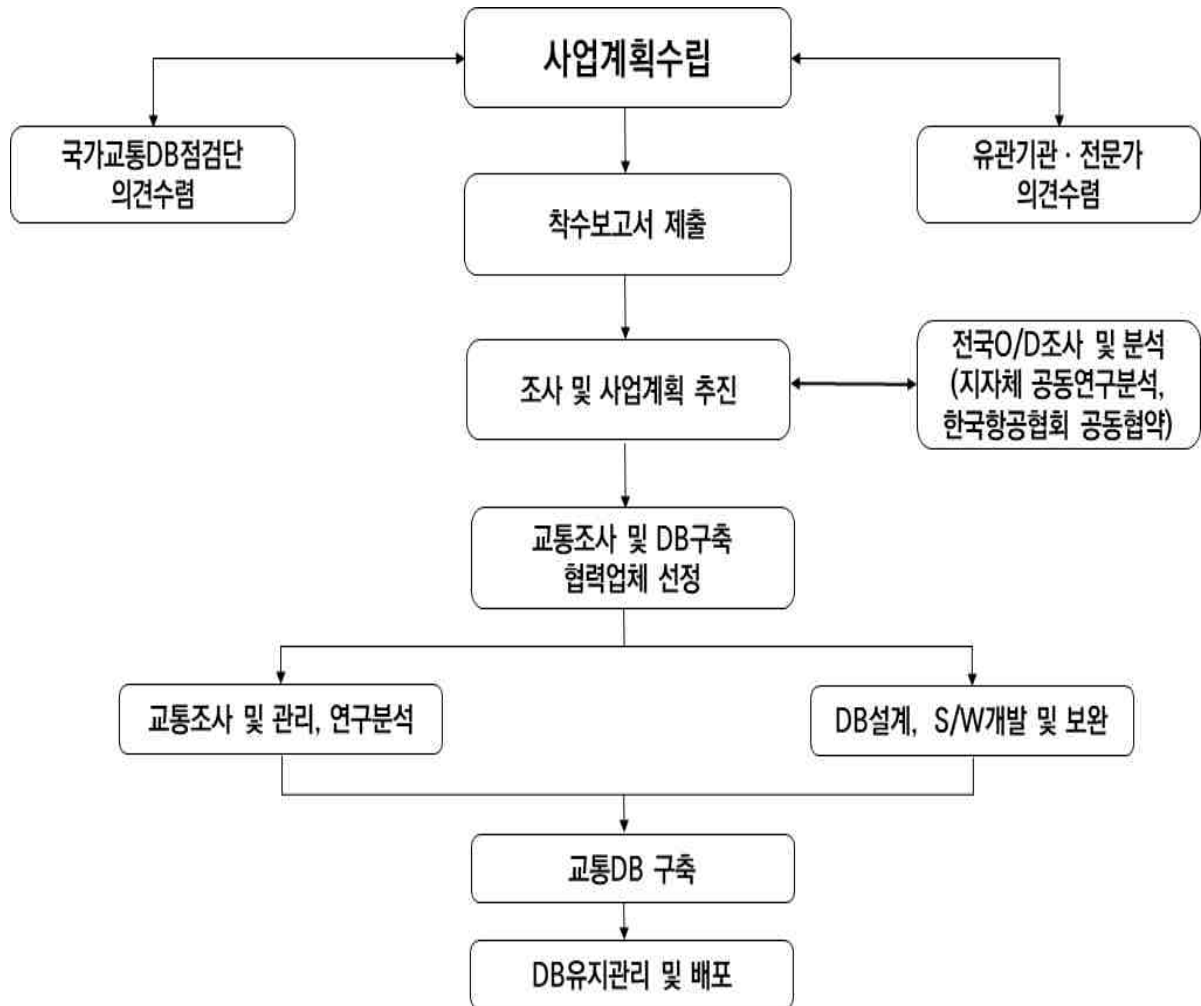 사업계획수립
국가교통DB점검단
의견수렴
유관기관·전문가
의견수렴
착수보고서 제출
조사 및 사업계획 추진
전국O/D조사 및 분석
(지자체 공동연구분석,
한국항공협회 공동협약)
교통조사 및 DB구축
협력업체 선정
교통조사 및 관리, 연구분석
DB설계, S/W개발 및 보완
교통DB 구축
DB유지관리 및 배포